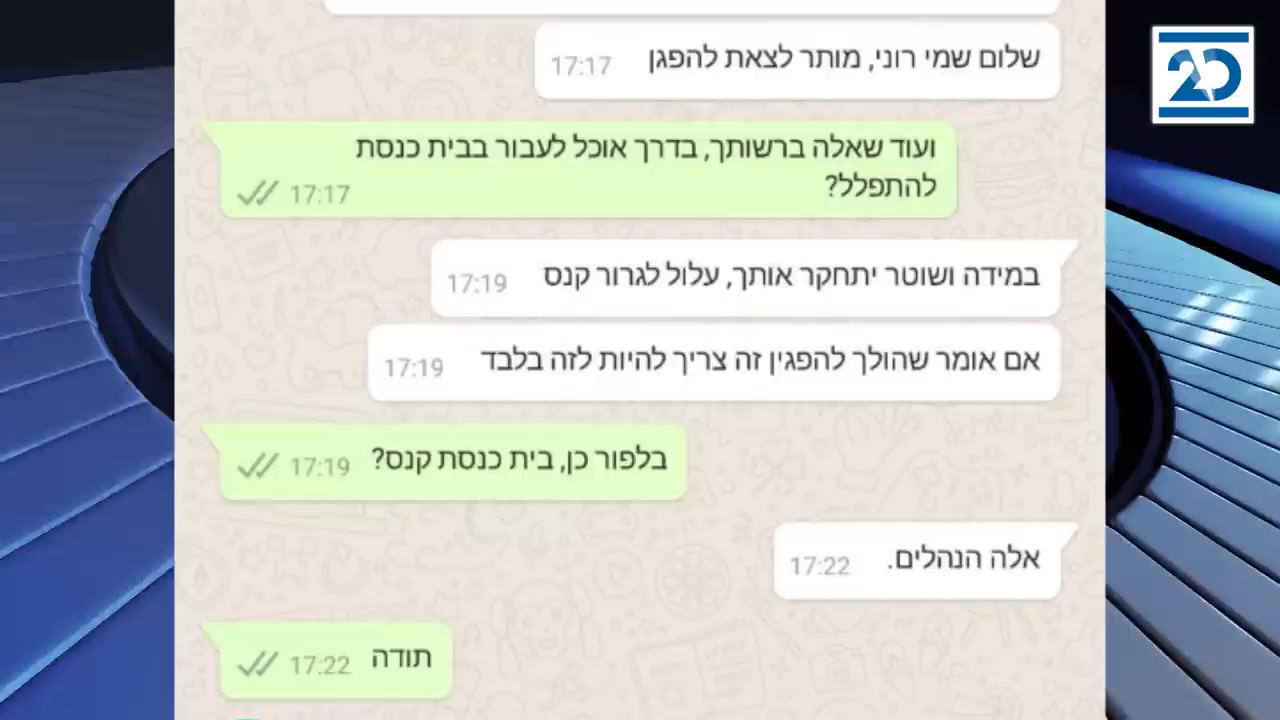 20
שלום שמי רוני, מותר לצאת להפגן 17:17
ועוד שאלה ברשותך, בדרך אוכל לעבור בבית כנסת
להתפלל? 17:17
במידה ושוטר יתחקר אותך, עלול לגרור קנס 17:19
אם אומר שהולך להפגין זה צריך להיות לזה בלבד 17:19
בלפור כן, בית כנסת קנס? 17:19
אלה הנהלים. 17:22
תודה 17:22